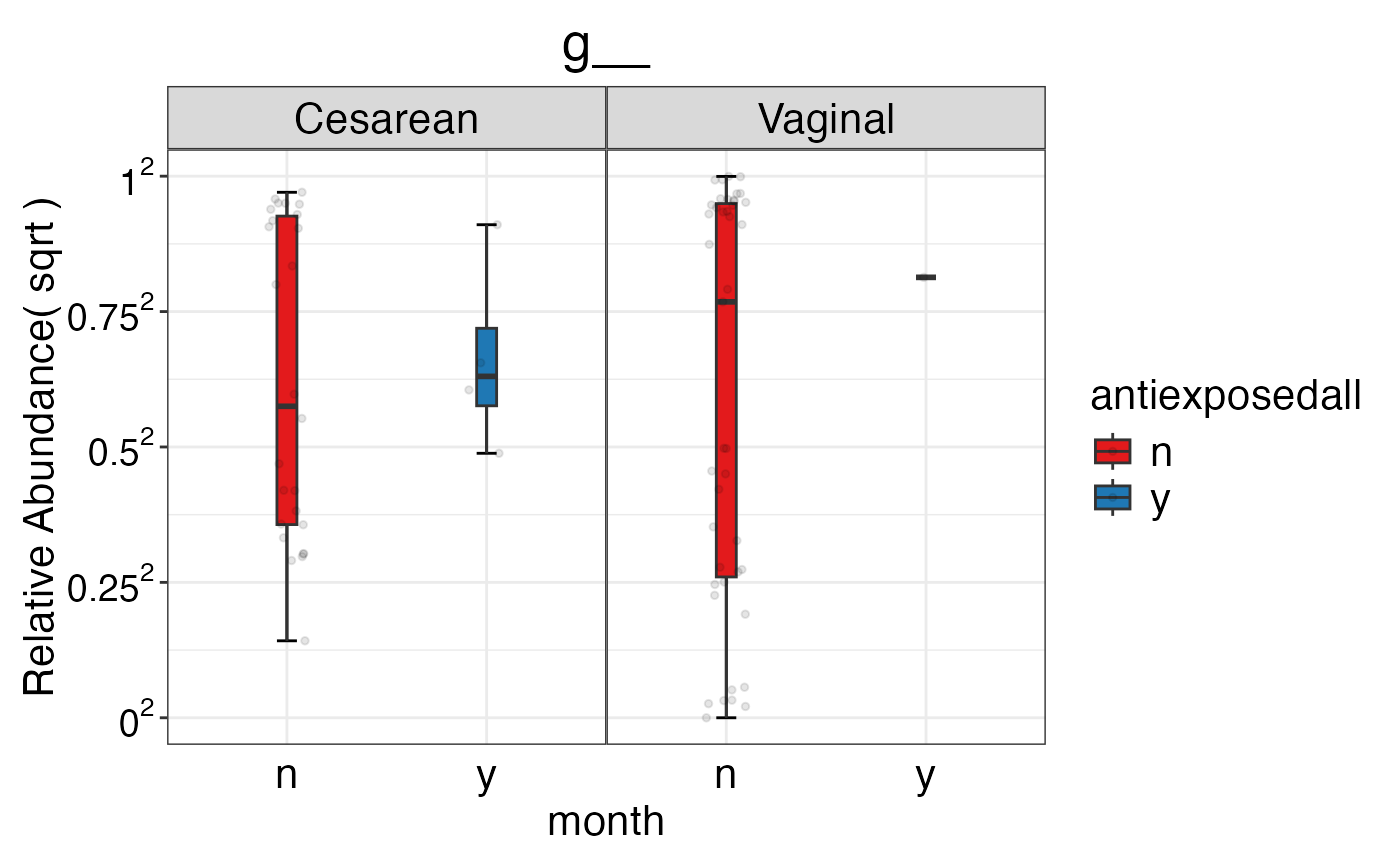 g__
Cesarean Vaginal
1²
0.75²
0.5²
0.25²
0²
Relative Abundance( sqrt )
n y n y
month
antiexposedall
n
y